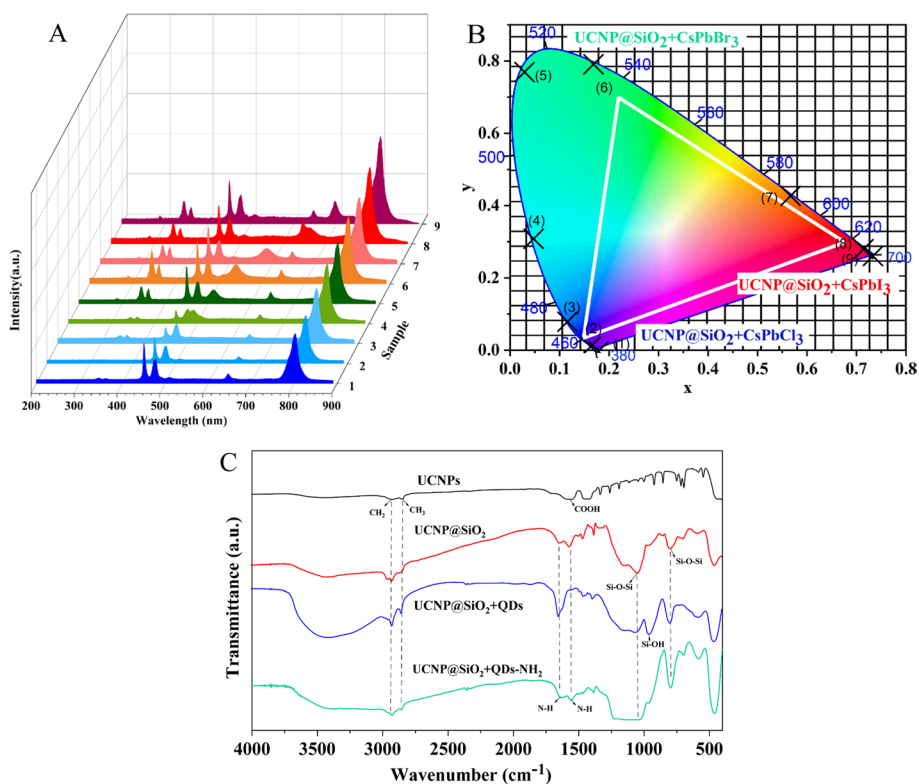 A
Intensity(a.u.)
200 300 400 500 600 700 800 900
Wavelength (nm)
1
2
3
4
5
6
7
8
9
Sample
B
UCNP@SiO₂+CsPbBr₃
UCNP@SiO₂+CsPbI₃
UCNP@SiO₂+CsPbCl₃
520
540
560
580
600
620
700
500
480
460
380
(1)
(2)
(3)
(4)
(5)
(6)
(7)
(8)
(9)
0.8
0.6
0.4
0.2
0.0
y
0.0 0.1 0.2 0.3 0.4 0.5 0.6 0.7 0.8
x
C
Transmittance (a.u.)
UCNPs
CH₂
CH₃
COOH
UCNP@SiO₂
Si-O-Si
Si-O-Si
UCNP@SiO₂+QDs
Si-OH
UCNP@SiO₂+QDs-NH₂
N-H
N-H
4000 3500 3000 2500 2000 1500 1000 500
Wavenumber (cm⁻¹)